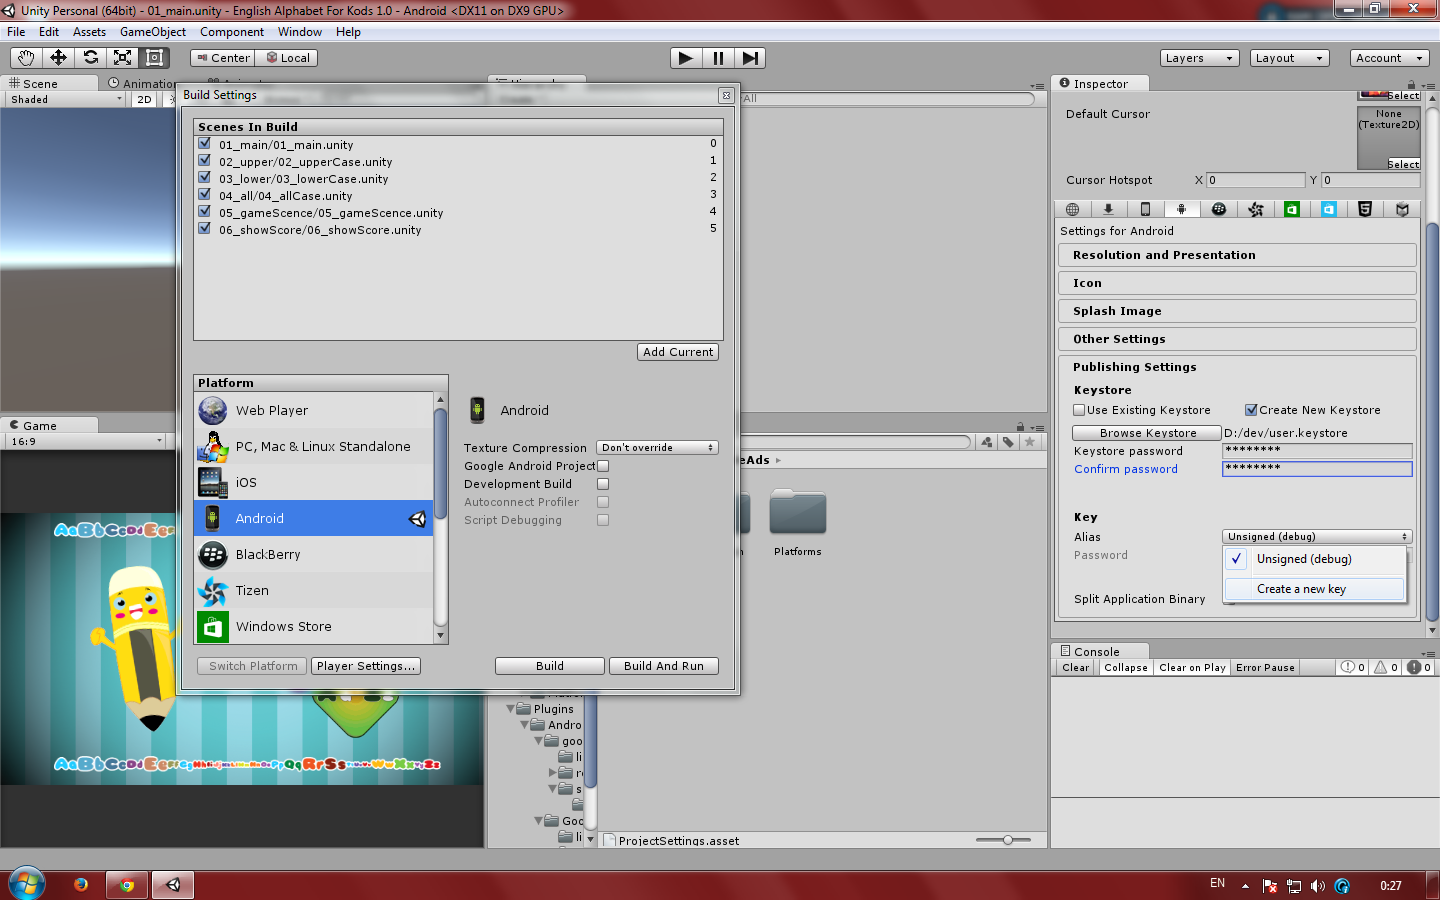 Unity Personal (64bit) - 01_main.unity - English Alphabet For Kods 1.0 - Android <DX11 on DX9 GPU>
File Edit Assets GameObject Component Window Help
Center Local Layers Layout Account
Scene Animation
Shaded 2D All
Build Settings
Scenes In Build
01_main/01_main.unity 0
02_upper/02_upperCase.unity 1
03_lower/03_lowerCase.unity 2
04_all/04_allCase.unity 3
05_gameScence/05_gameScence.unity 4
06_showScore/06_showScore.unity 5
Add Current
Platform
Web Player
PC, Mac & Linux Standalone
iOS
Android
BlackBerry
Tizen
Windows Store
Switch Platform Player Settings...
Android
Texture Compression Don't override
Google Android Project
Development Build
Autoconnect Profiler
Script Debugging
Build Build And Run
Game
16:9
eAds
Platforms
Plugins
Andro
goo
li
re
s
Goo
li
ProjectSettings.asset
Inspector
Select
Default Cursor None
(Texture2D)
Select
Cursor Hotspot X 0 Y 0
Settings for Android
Resolution and Presentation
Icon
Splash Image
Other Settings
Publishing Settings
Keystore
Use Existing Keystore Create New Keystore
Browse Keystore D:/dev/user.keystore
Keystore password ********
Confirm password ********
Key
Alias Unsigned (debug)
Password
Unsigned (debug)
Create a new key
Split Application Binary
Console
Clear Collapse Clear on Play Error Pause 0 0 0
EN 0:27